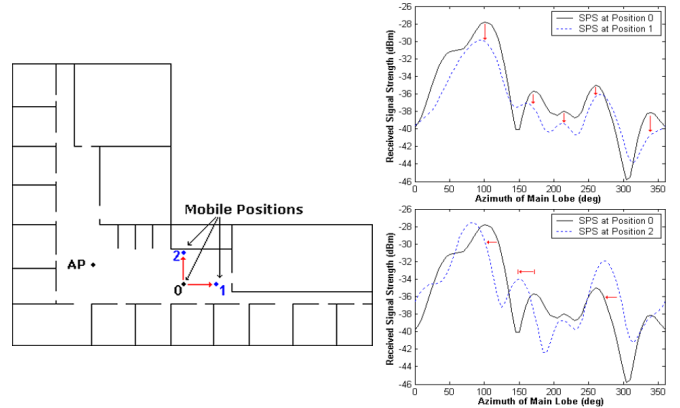 Mobile Positions
AP
2
0
1
SPS at Position 0
SPS at Position 1
Received Signal Strength (dBm)
-26
-28
-30
-32
-34
-36
-38
-40
-42
-44
-46
0 50 100 150 200 250 300 350
Azimuth of Main Lobe (deg)
SPS at Position 0
SPS at Position 2
Received Signal Strength (dBm)
-26
-28
-30
-32
-34
-36
-38
-40
-42
-44
-46
0 50 100 150 200 250 300 350
Azimuth of Main Lobe (deg)